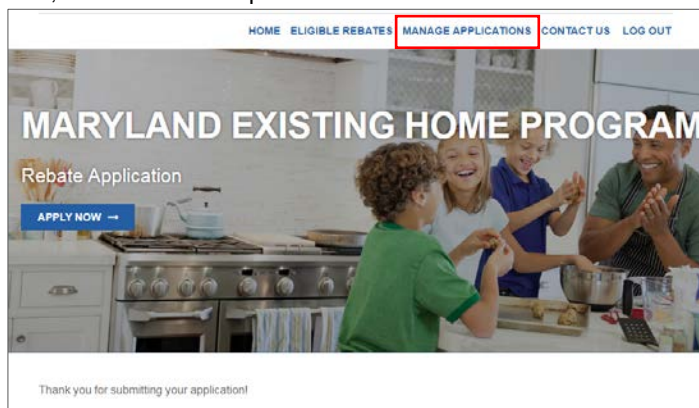 HOME ELIGIBLE REBATES MANAGE APPLICATIONS CONTACT US LOG OUT
MARYLAND EXISTING HOME PROGRAM
Rebate Application
APPLY NOW →
Thank you for submitting your application!